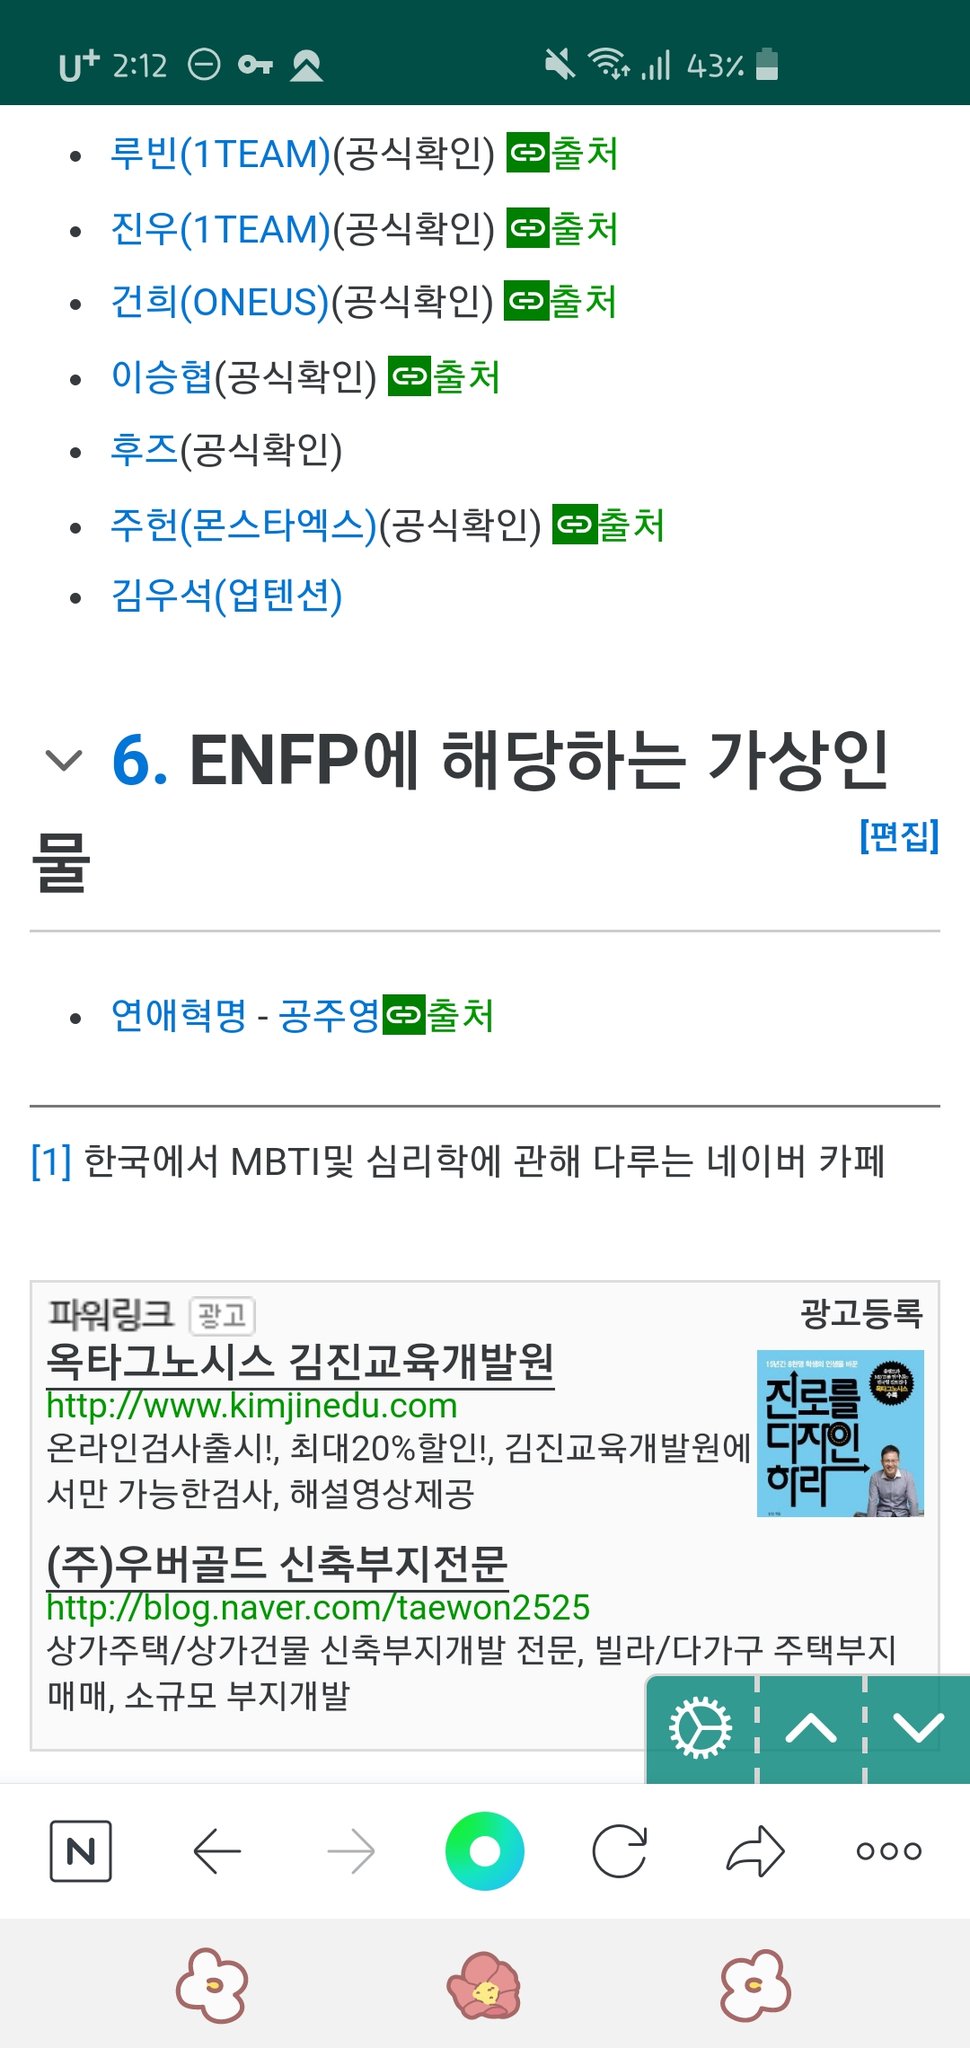 U+ 2:12 43%
루빈(1TEAM)(공식확인) 출처
진우(1TEAM)(공식확인) 출처
건희(ONEUS)(공식확인) 출처
이승협(공식확인) 출처
후즈(공식확인)
주헌(몬스타엑스)(공식확인) 출처
김우석(업텐션)
6. ENFP에 해당하는 가상인
물
[편집]
연애혁명 - 공주영출처
[1] 한국에서 MBTI및 심리학에 관해 다루는 네이버 카페
파워링크 광고
광고등록
옥타그노시스 김진교육개발원
http://www.kimjinedu.com
온라인검사출시!, 최대20%할인!, 김진교육개발원에
서만 가능한검사, 해설영상제공
진로를
디자인
하라
(주)우버골드 신축부지전문
http://blog.naver.com/taewon2525
상가주택/상가건물 신축부지개발 전문, 빌라/다가구 주택부지
매매, 소규모 부지개발
N